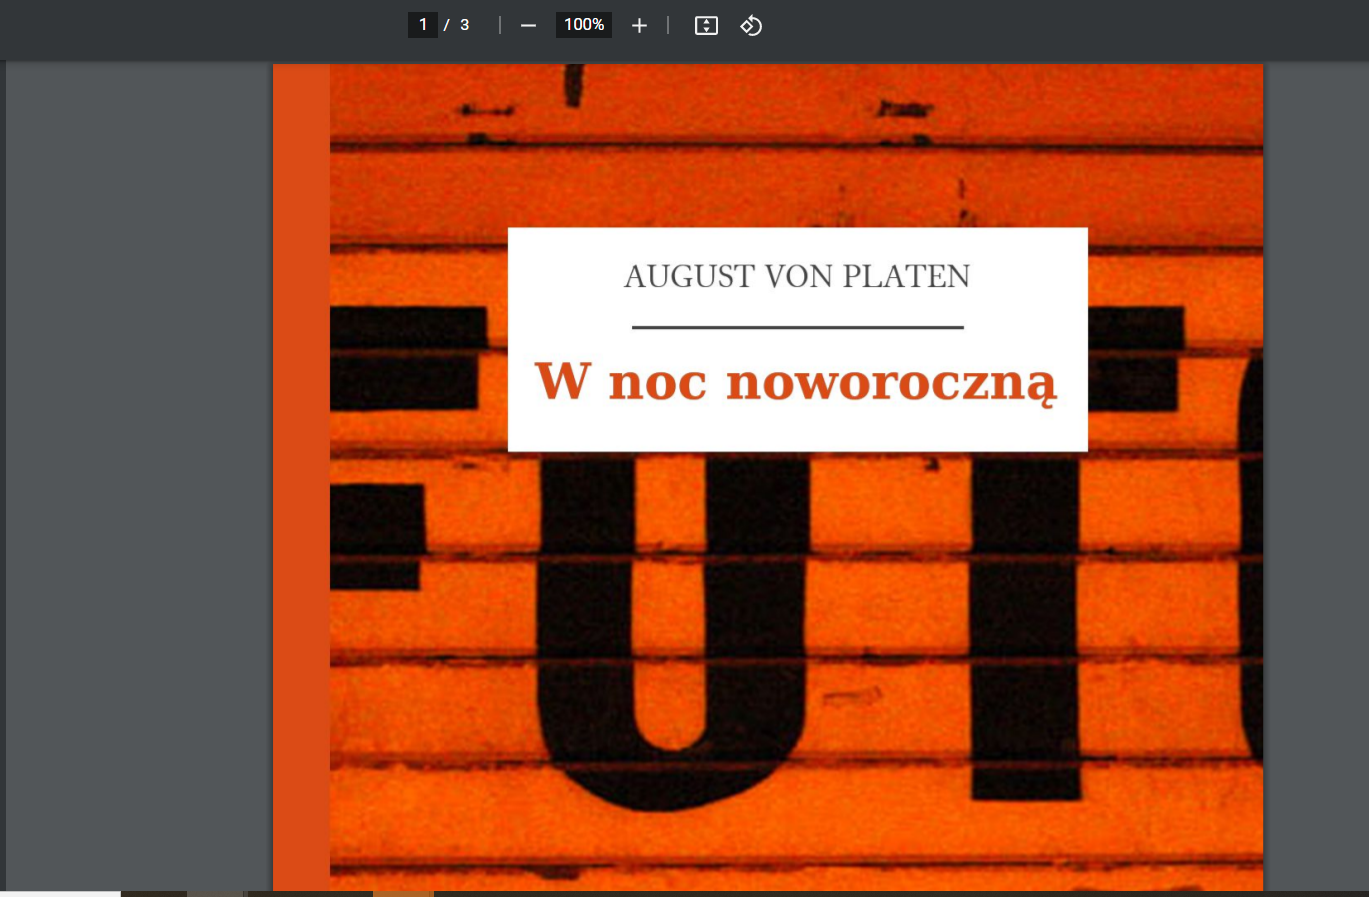 1 / 3 100%
AUGUST VON PLATEN
W noc noworoczną